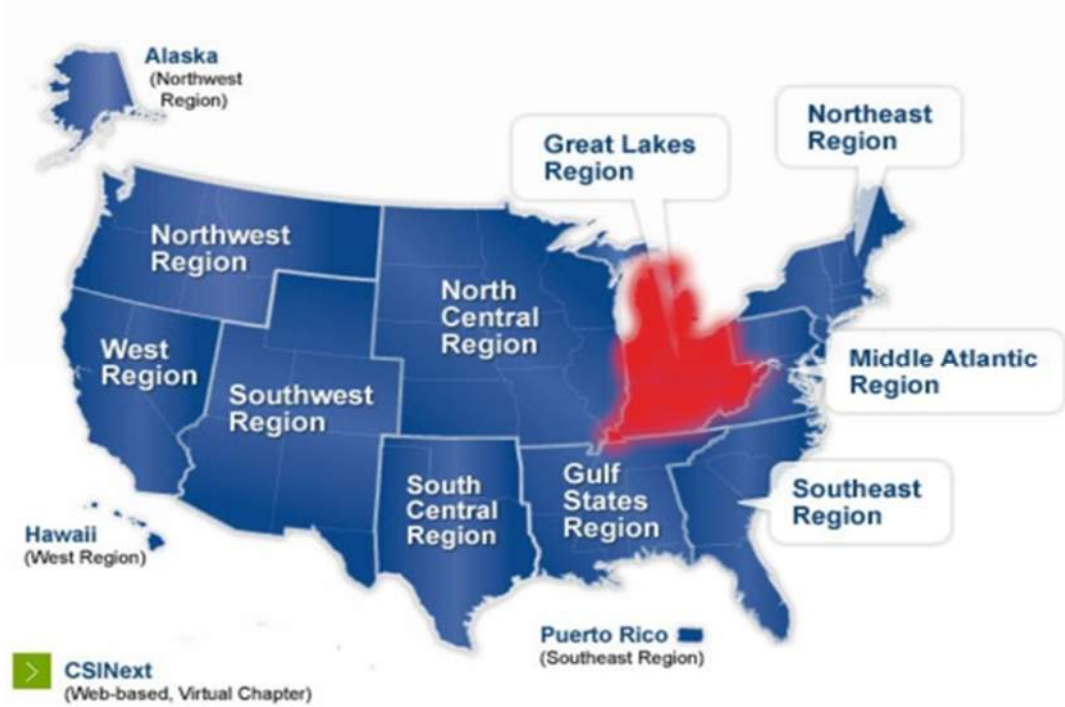 Alaska
(Northwest
Region)
Northeast
Region
Great Lakes
Region
Northwest
Region
North
Central
Region
West
Region
Middle Atlantic
Region
Southwest
Region
South
Central
Region
Gulf
States
Region
Southeast
Region
Hawaii
(West Region)
Puerto Rico
(Southeast Region)
CSINext
(Web-based, Virtual Chapter)